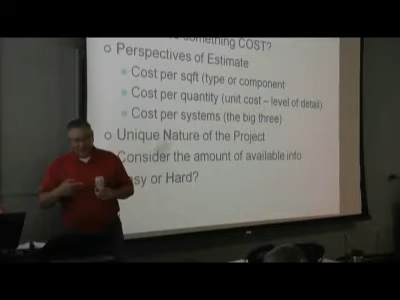 something COST?
Perspectives of Estimate
Cost per sqft (type or component
Cost per quantity (unit cost – level of detail)
Cost per systems (the big three)
Unique Nature of the Project
Consider the amount of available info
or Hard?